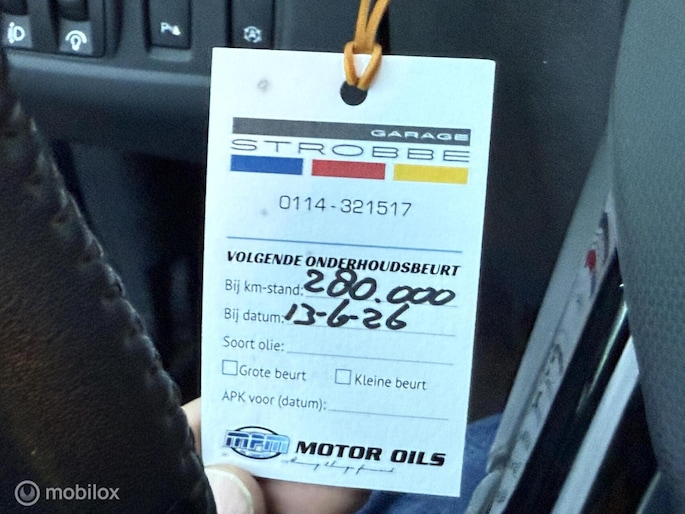 GARAGE
STROBBE
0114-321517
VOLGENDE ONDERHOUDSBEURT
Bij km-stand: 280.000
Bij datum: 13-6-26
Soort olie:
Grote beurt Kleine beurt
APK voor (datum):
MPM MOTOR OILS
mobilox